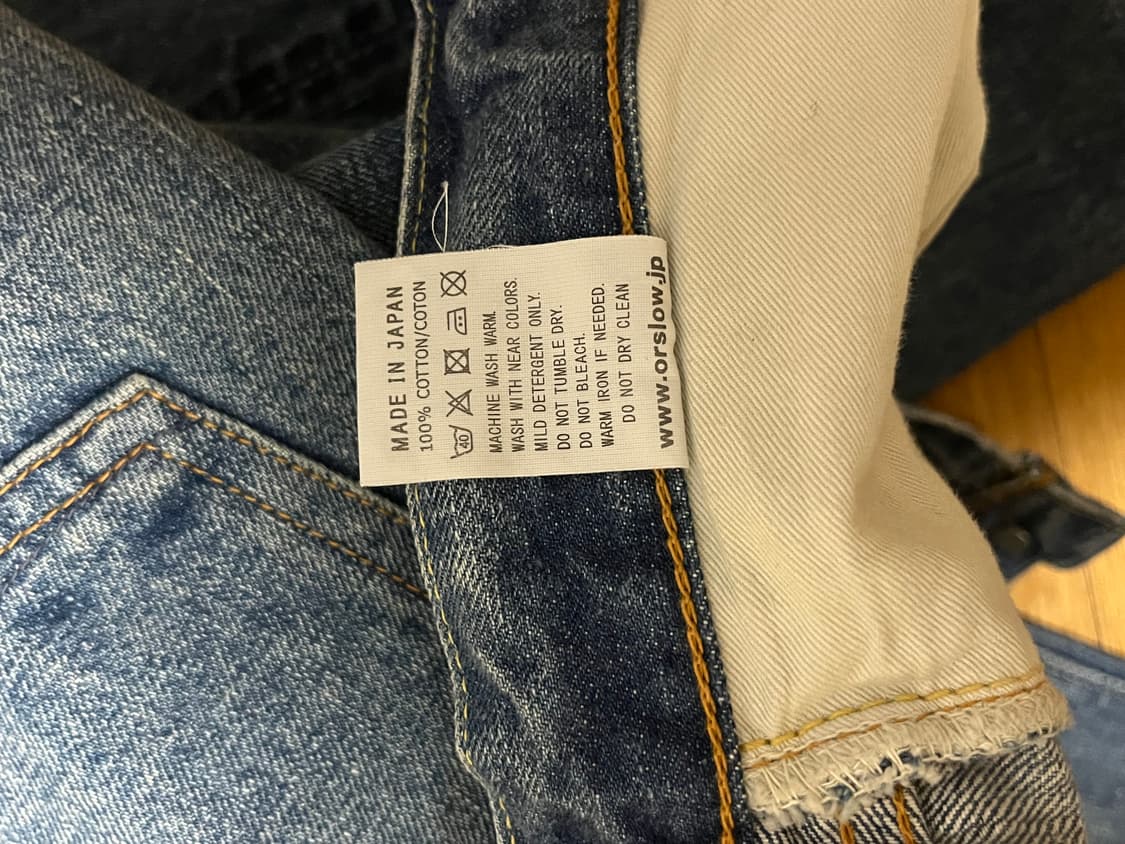 MADE IN JAPAN
100% COTTON/COTON
40
MACHINE WASH WARM.
WASH WITH NEAR COLORS.
MILD DETERGENT ONLY.
DO NOT TUMBLE DRY.
DO NOT BLEACH.
WARM IRON IF NEEDED.
DO NOT DRY CLEAN
www.orslow.jp